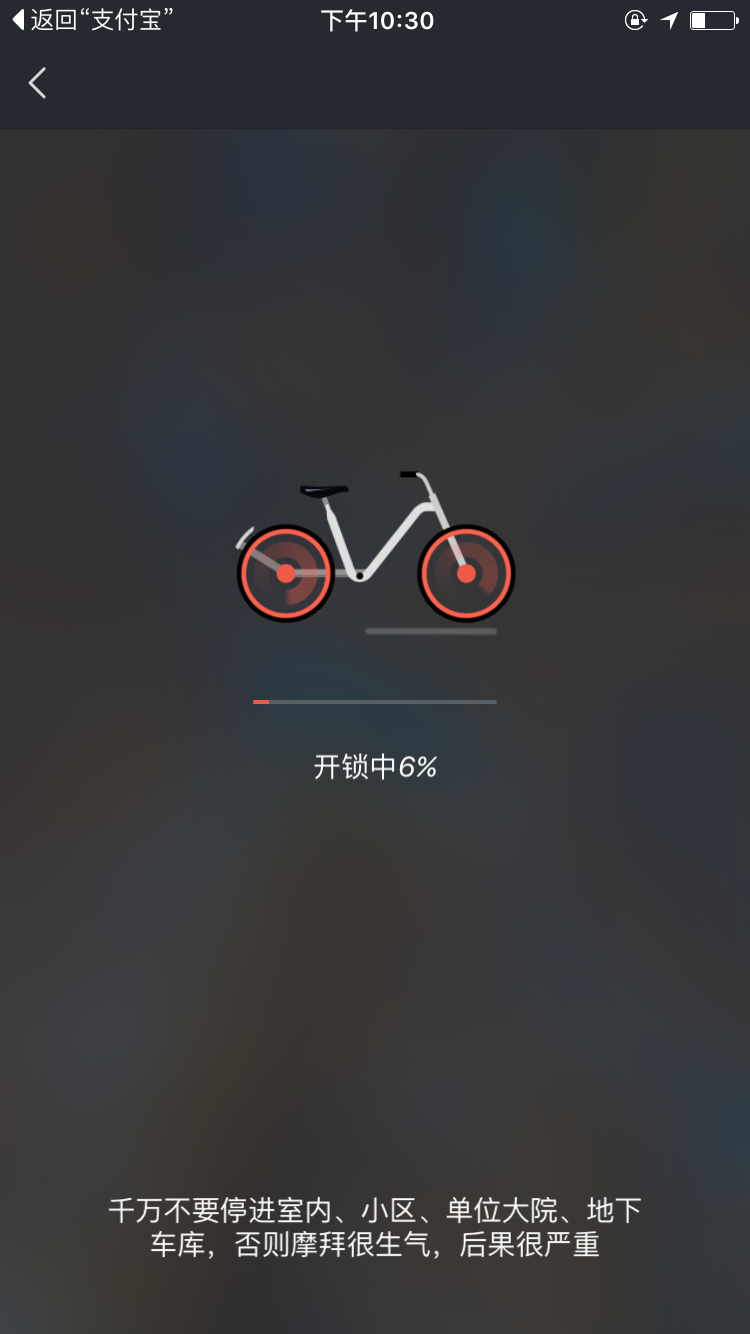 返回“支付宝”
下午10:30
开锁中6%
千万不要停进室内、小区、单位大院、地下
车库，否则摩拜很生气，后果很严重